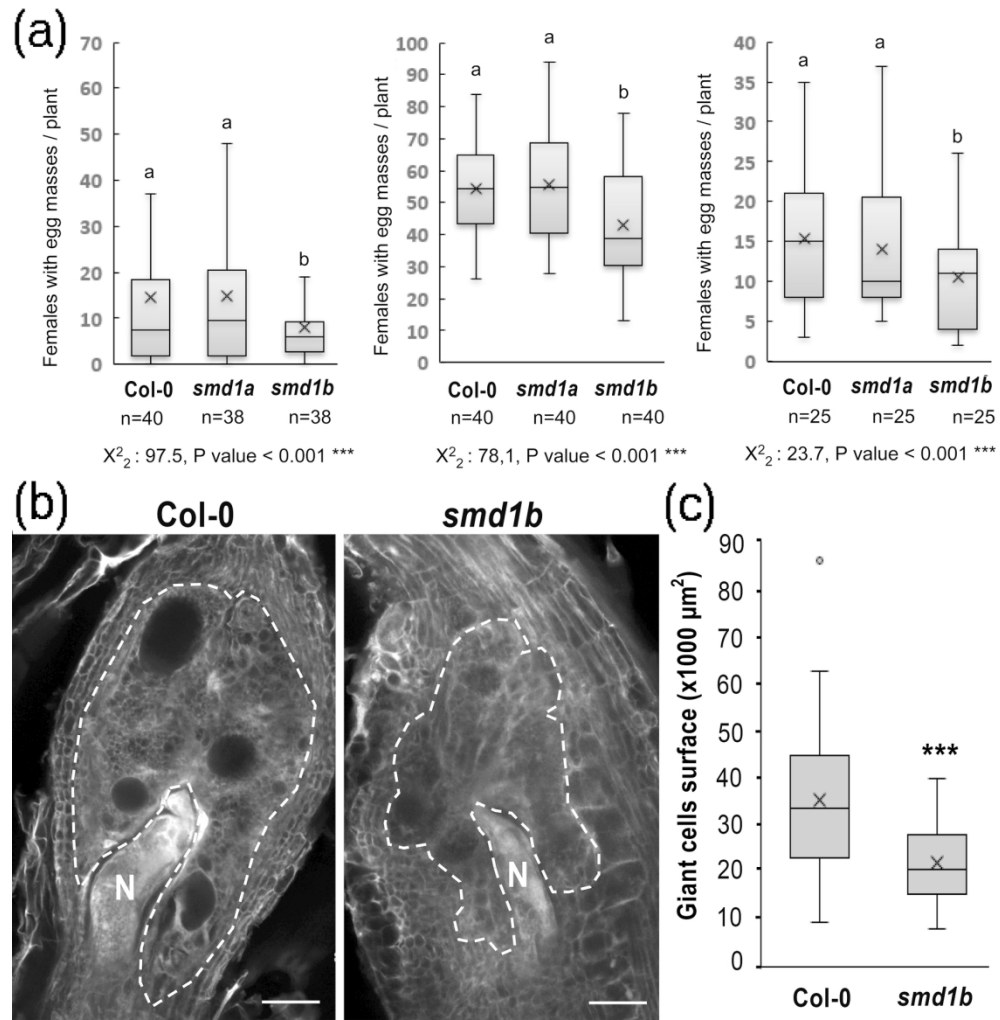 (a)
Females with egg masses / plant
70
60
50
40
30
20
10
0
a
a
b
Col-0 smd1a smd1b
n=40 n=38 n=38
X²₂ : 97.5, P value < 0.001 ***
Females with egg masses / plant
100
90
80
70
60
50
40
30
20
10
0
a
a
b
Col-0 smd1a smd1b
n=40 n=40 n=40
X²₂ : 78,1, P value < 0.001 ***
Females with egg masses / plant
40
35
30
25
20
15
10
5
0
a
a
b
Col-0 smd1a smd1b
n=25 n=25 n=25
X²₂ : 23.7, P value < 0.001 ***
(b)
Col-0 smd1b
N
N
(c)
Giant cells surface (x1000 µm²)
90
80
70
60
50
40
30
20
10
0
***
Col-0 smd1b